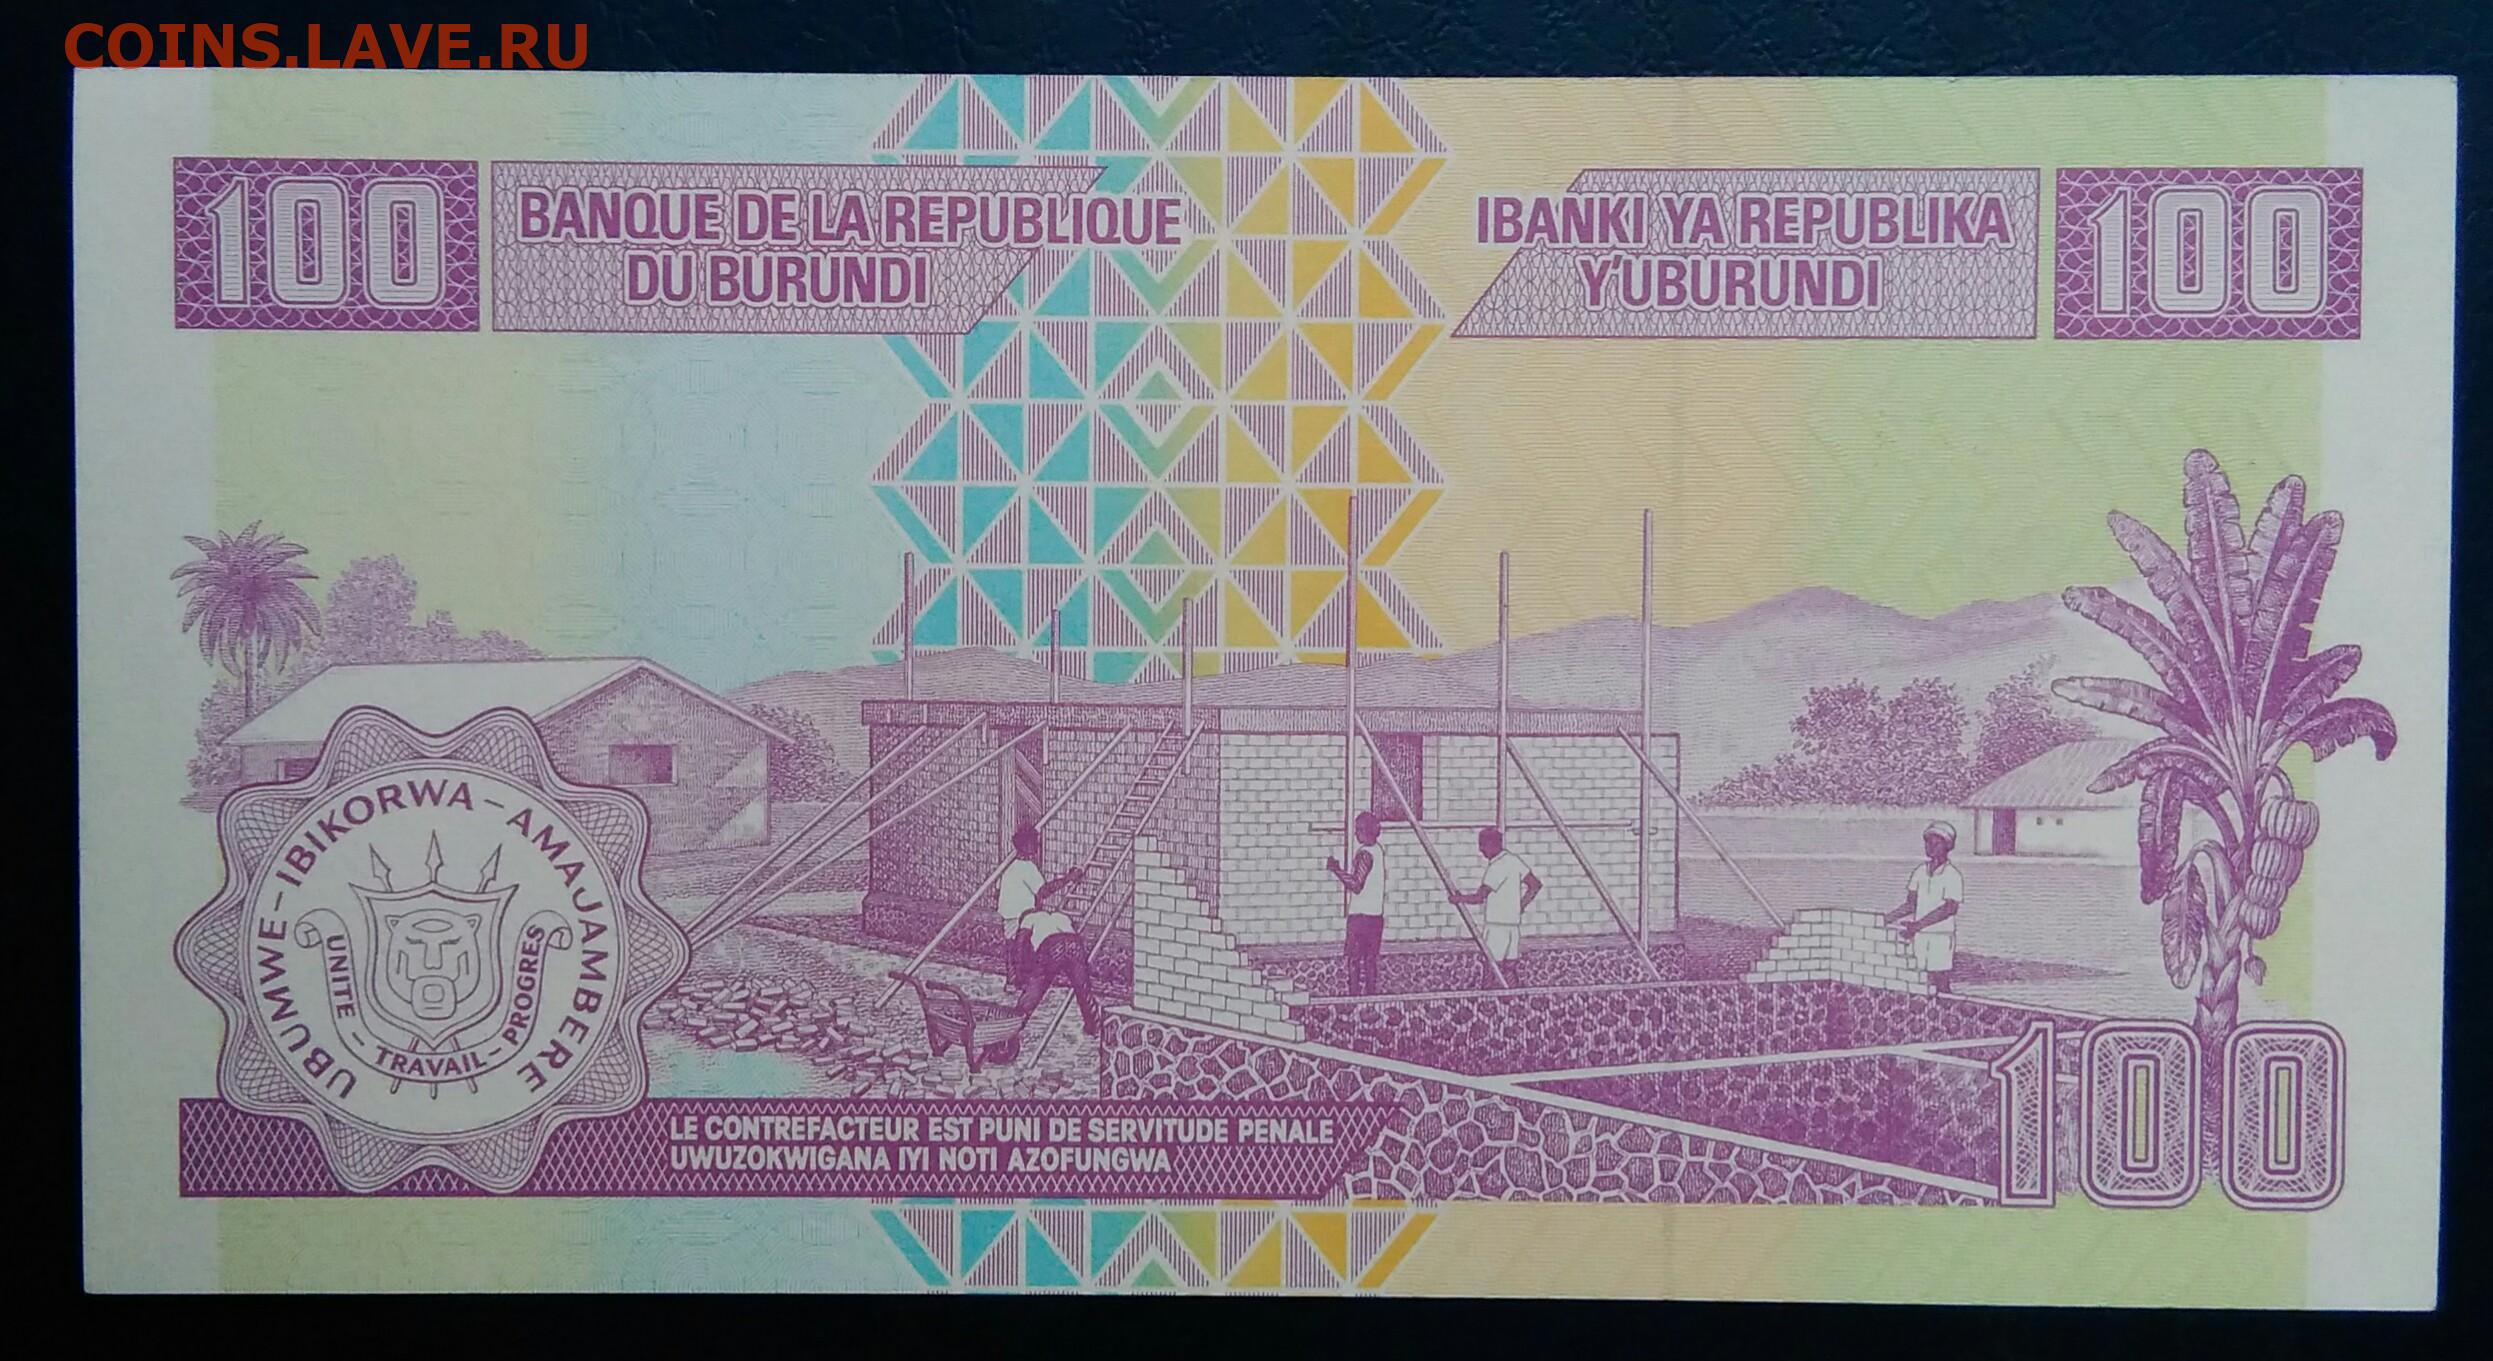 COINS.LAVE.RU
100
BANQUE DE LA REPUBLIQUE
DU BURUNDI
IBANKI YA REPUBLIKA
Y'UBURUNDI
100
UBUMWE-IBIKORWA-AMAJAMBERE
UNITE-TRAVAIL-PROGRES
LE CONTREFACTEUR EST PUNI DE SERVITUDE PENALE
UWUZOKWIGANA IYI NOTI AZOFUNGWA
100